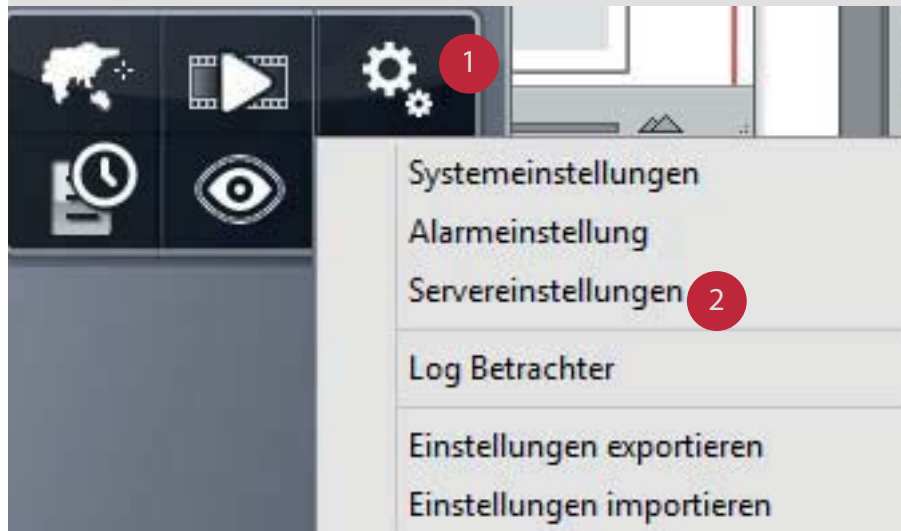 1
Systemeinstellungen
Alarmeinstellung
Servereinstellungen 2
Log Betrachter
Einstellungen exportieren
Einstellungen importieren